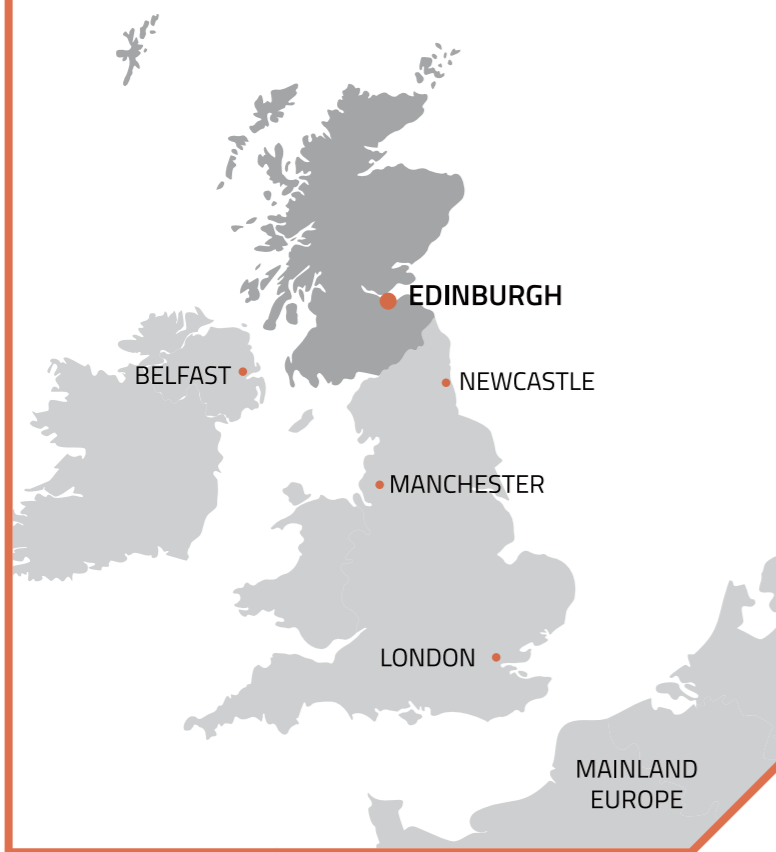 EDINBURGH
BELFAST
NEWCASTLE
MANCHESTER
LONDON
MAINLAND
EUROPE